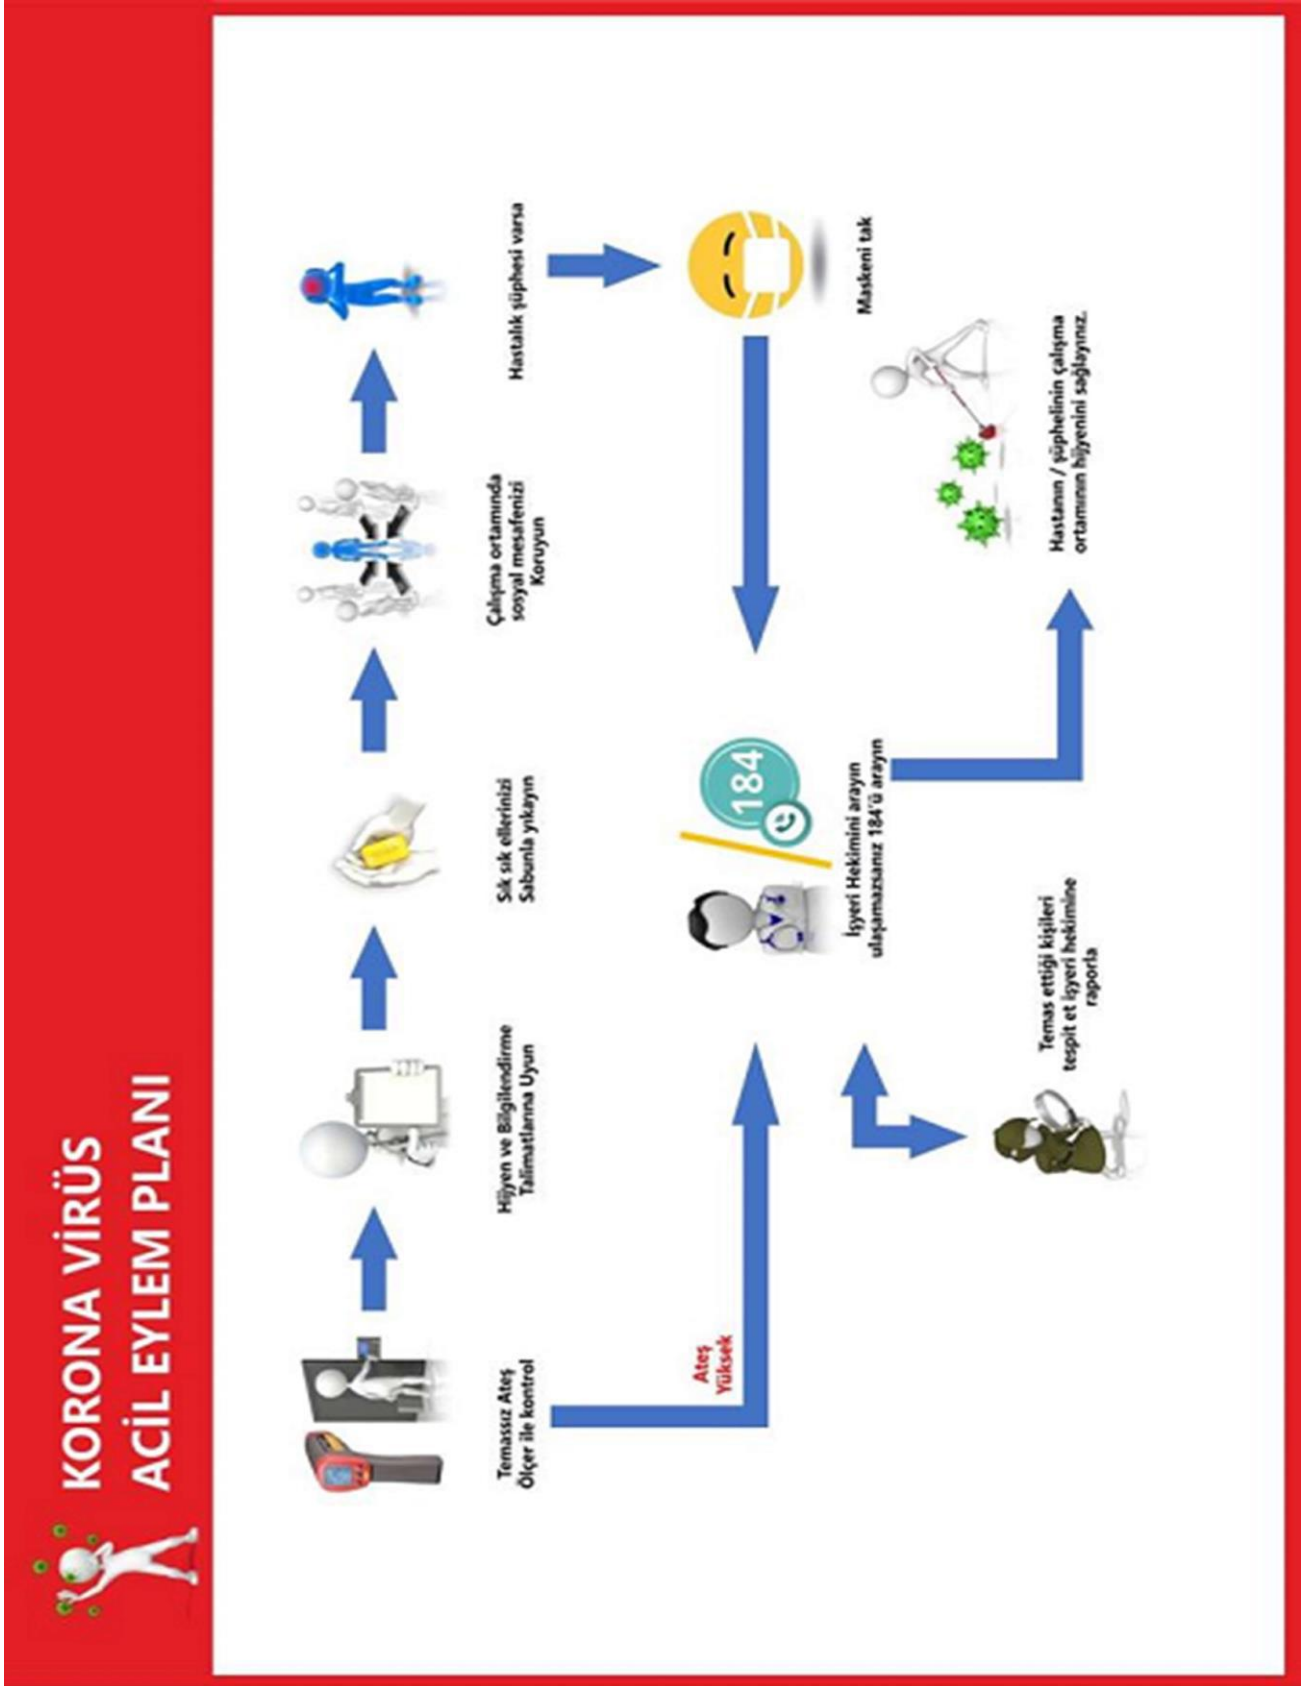 KORONA VİRÜS
ACİL EYLEM PLANI
Temassız Ateş
Ölçer ile kontrol
Hijyen ve Bilgilendirme
Talimatlarına Uyun
Sık sık ellerinizi
Sabunla yıkayın
Çalışma ortamında
sosyal mesafenizi
Koruyun
Hastalık şüphesi varsa
Ateş
Yüksek
184
İşyeri Hekimini arayın
ulaşamazsanız 184'ü arayın
Maskeni tak
Temas ettiği kişileri
tespit et işyeri hekimine
raporla
Hastanın / şüphelinin çalışma
ortamının hijyenini sağlayınız.